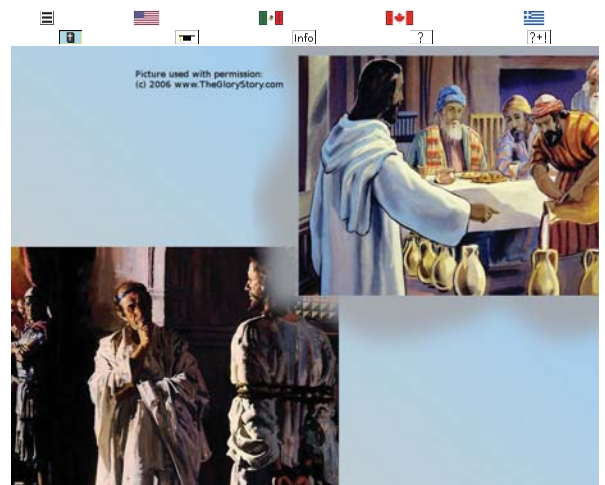 Info
?
?+!
Picture used with permission:
(c) 2006 www.TheGloryStory.com